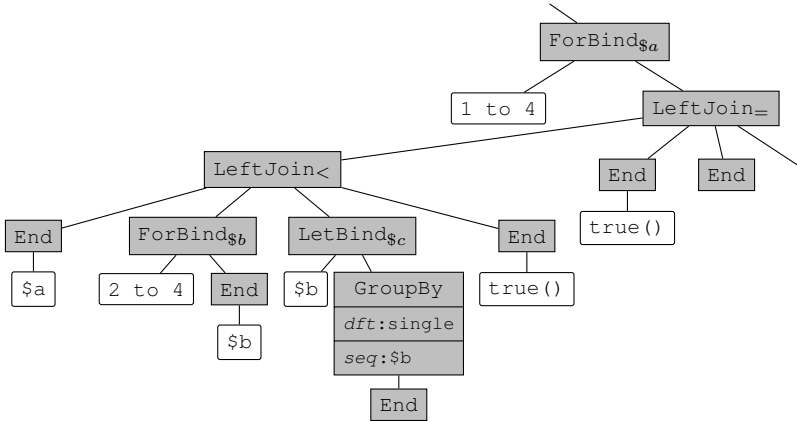 ForBind$a
1 to 4 LeftJoin=
LeftJoin< End End
End ForBind$b LetBind$c End true()
$a 2 to 4 End $b GroupBy true()
dft:single
$b
seq:$b
End